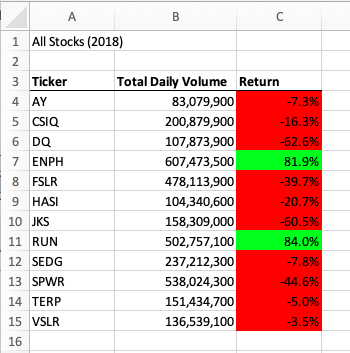 A B C
1 All Stocks (2018)
2
3 Ticker Total Daily Volume Return
4 AY 83,079,900 -7.3%
5 CSIQ 200,879,900 -16.3%
6 DQ 107,873,900 -62.6%
7 ENPH 607,473,500 81.9%
8 FSLR 478,113,900 -39.7%
9 HASI 104,340,600 -20.7%
10 JKS 158,309,000 -60.5%
11 RUN 502,757,100 84.0%
12 SEDG 237,212,300 -7.8%
13 SPWR 538,024,300 -44.6%
14 TERP 151,434,700 -5.0%
15 VSLR 136,539,100 -3.5%
16